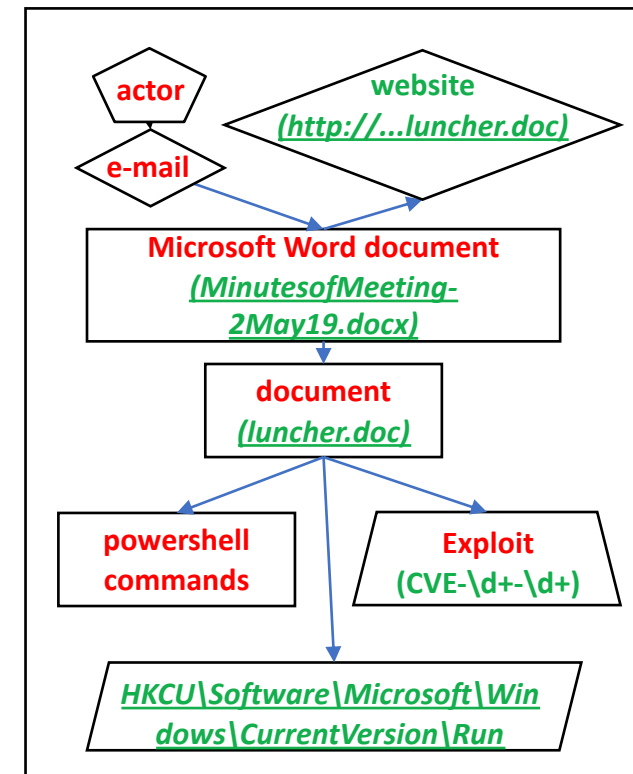 actor
website
(http://...luncher.doc)
e-mail
Microsoft Word document
(MinutesofMeeting-
2May19.docx)
document
(luncher.doc)
powershell
commands
Exploit
(CVE-\d+-\d+)
HKCU\Software\Microsoft\Win
dows\CurrentVersion\Run